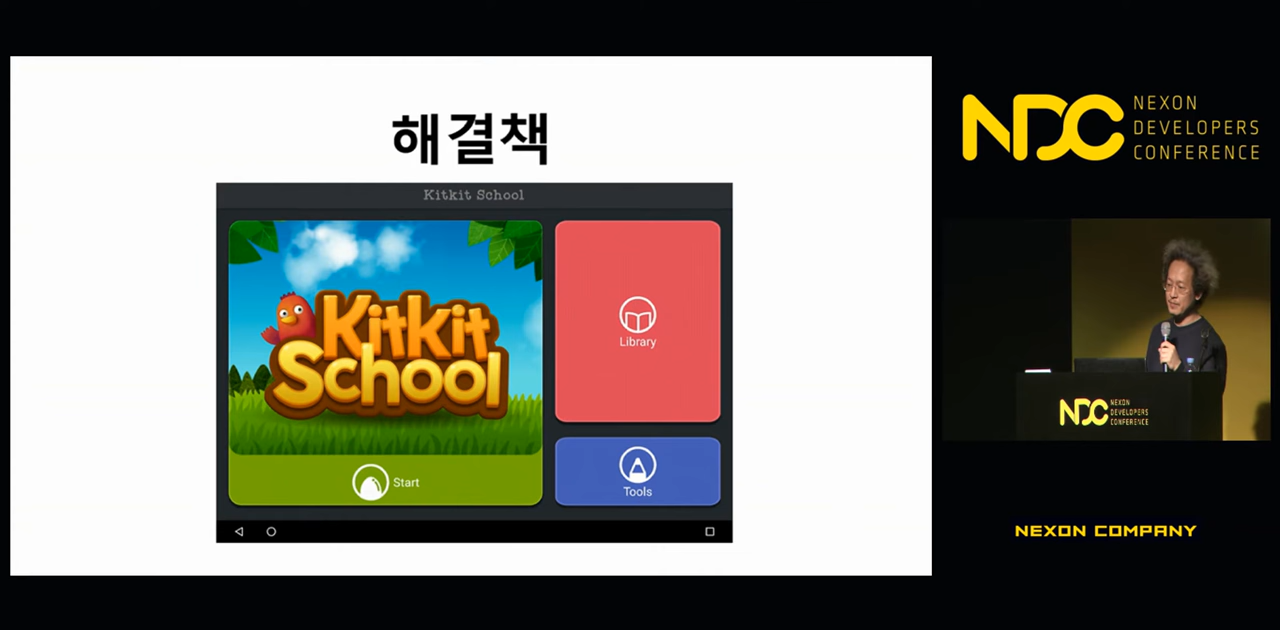 해결책
Kitkit School
KitKit
School
Start
Library
Tools
NDC
NEXON
DEVELOPERS
CONFERENCE
NDC
NEXON
DEVELOPERS
CONFERENCE
NEXON COMPANY